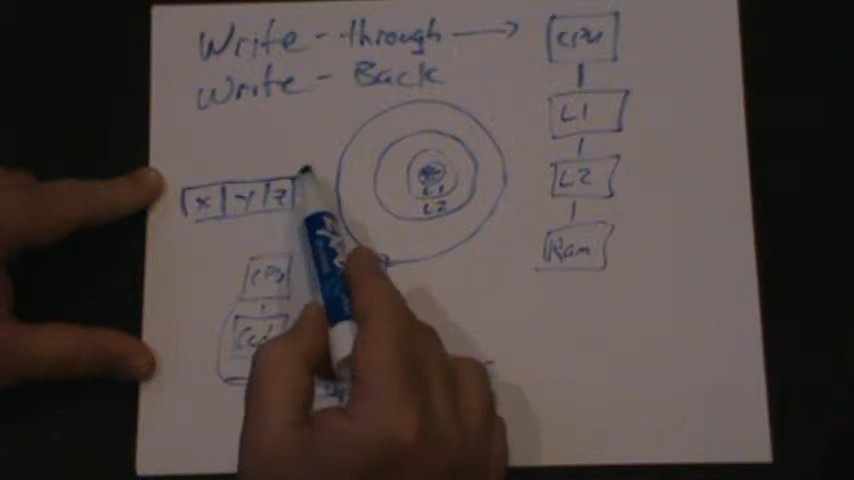 Write-through → CPU
Write-Back
L1
L2
Ram
x y z
L1
L2
CPU